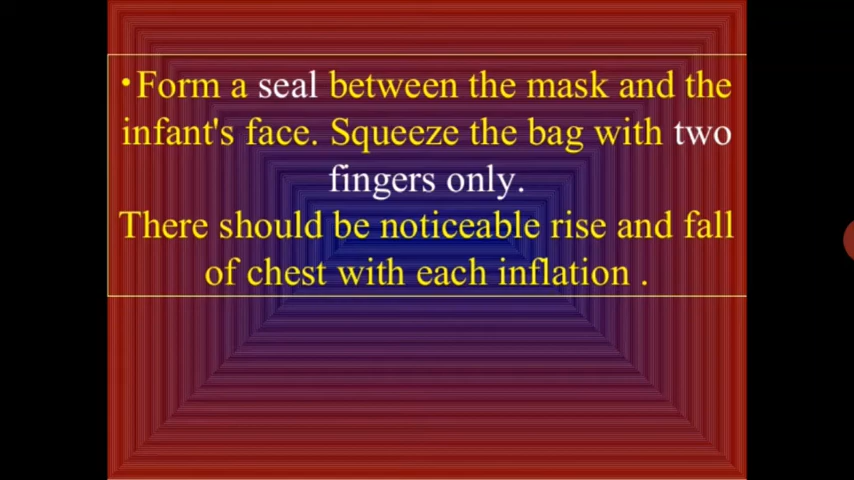 •Form a seal between the mask and the
infant's face. Squeeze the bag with two
fingers only.
There should be noticeable rise and fall
of chest with each inflation .